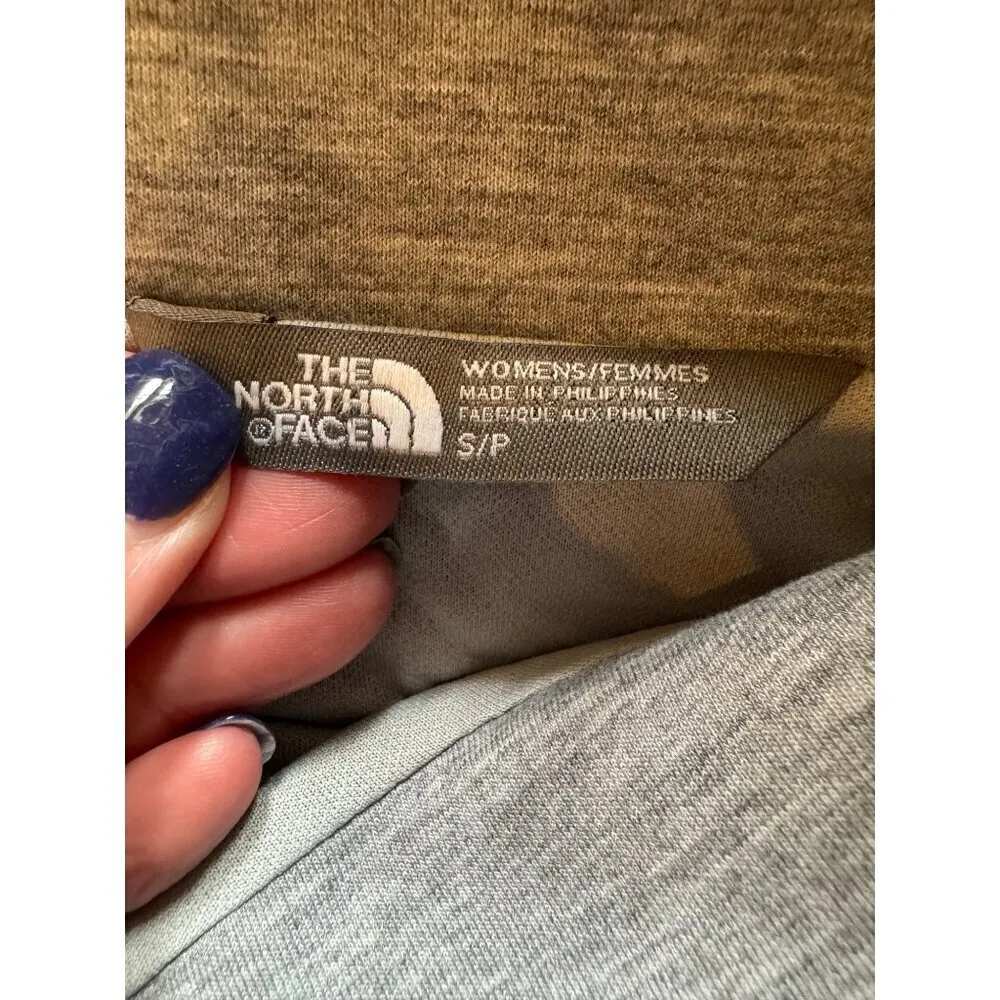 THE
NORTH
®FACE
WOMENS/FEMMES
MADE IN PHILIPPINES
FABRIQUE AUX PHILIPPINES
S/P